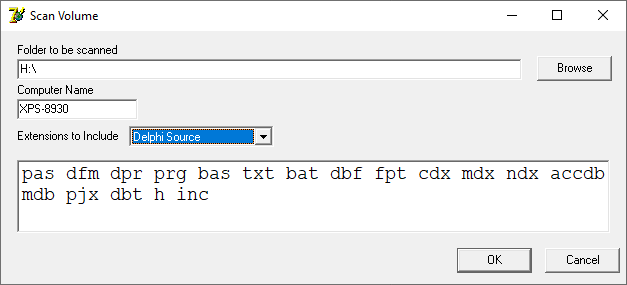 Scan Volume
Folder to be scanned
H:\
Browse
Computer Name
XPS-8930
Extensions to Include
Delphi Source
pas dfm dpr prg bas txt bat dbf fpt cdx mdx ndx accdb
mdb pjx dbt h inc
OK
Cancel